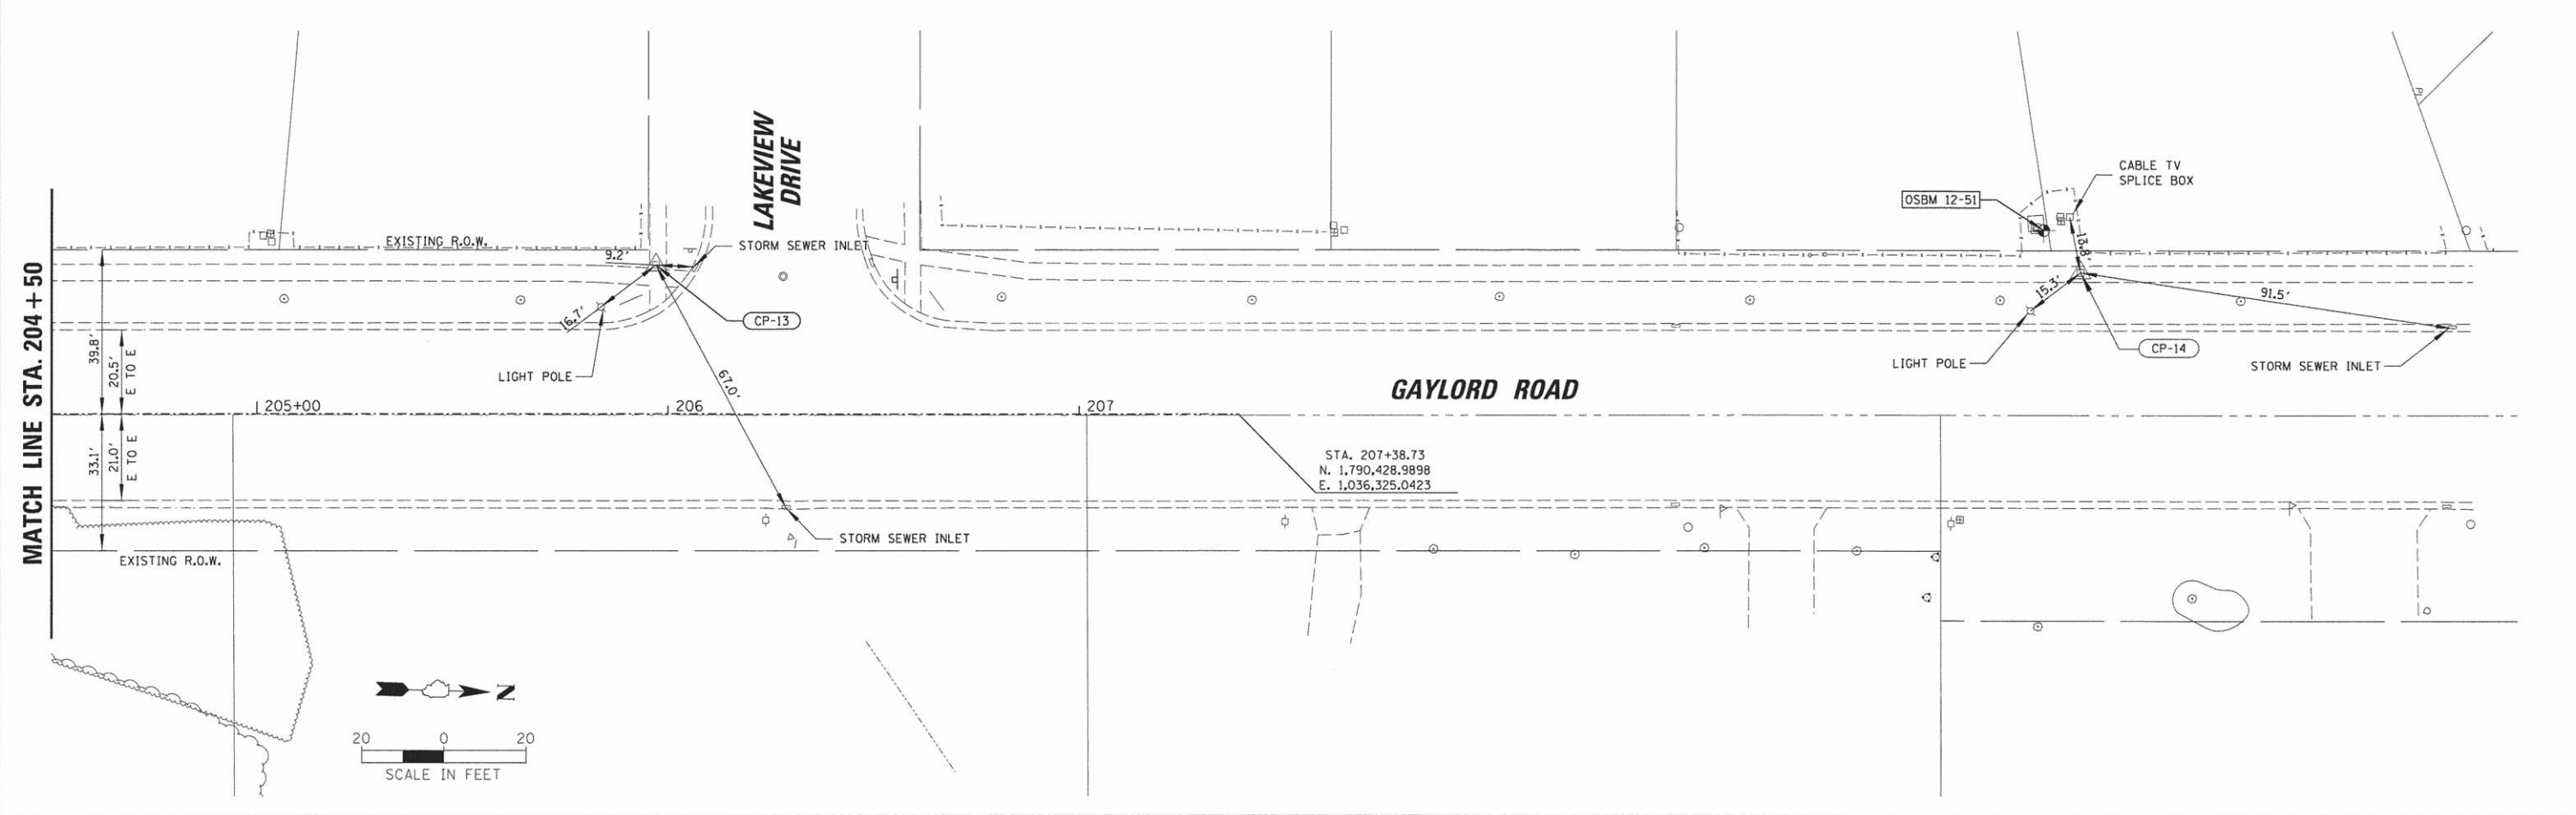 MATCH LINE STA. 204 + 50
LAKEVIEW
DRIVE
EXISTING R.O.W.
9.2'
STORM SEWER INLET
16.7'
CP-13
LIGHT POLE
67.0'
39.8'
20.5'
E TO E
205+00
206
207
33.1'
21.0'
E TO E
EXISTING R.O.W.
STORM SEWER INLET
GAYLORD ROAD
STA. 207+38.73
N. 1,790,428.9898
E. 1,036,325.0423
OSBM 12-51
CABLE TV
SPLICE BOX
13.8'
15.3'
91.5'
CP-14
LIGHT POLE
STORM SEWER INLET
PL
N
20 0 20
SCALE IN FEET